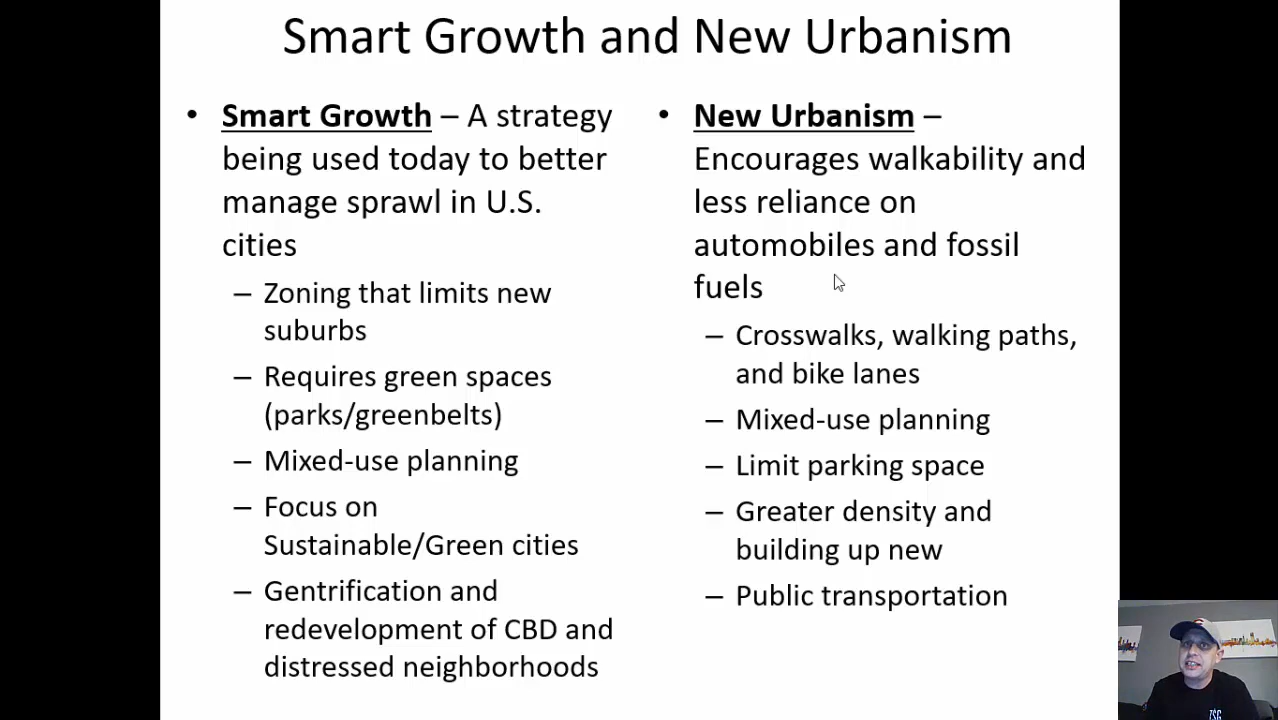 Smart Growth and New Urbanism
• Smart Growth – A strategy
being used today to better
manage sprawl in U.S.
cities
– Zoning that limits new
suburbs
– Requires green spaces
(parks/greenbelts)
– Mixed-use planning
– Focus on
Sustainable/Green cities
– Gentrification and
redevelopment of CBD and
distressed neighborhoods
• New Urbanism –
Encourages walkability and
less reliance on
automobiles and fossil
fuels
– Crosswalks, walking paths,
and bike lanes
– Mixed-use planning
– Limit parking space
– Greater density and
building up new
– Public transportation